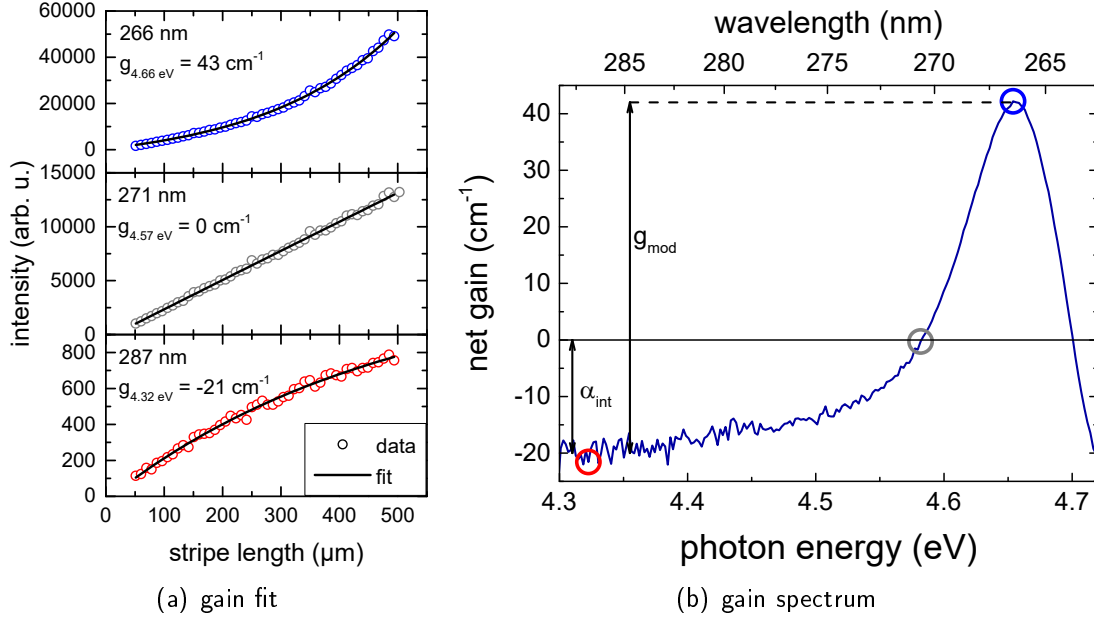 60000
40000
20000
0
266 nm
g4.66 eV = 43 cm-1
15000
10000
5000
0
271 nm
g4.57 eV = 0 cm-1
800
600
400
200
0
287 nm
g4.32 eV = -21 cm-1
data
fit
intensity (arb. u.)
0 100 200 300 400 500
stripe length (µm)
(a) gain fit
wavelength (nm)
285 280 275 270 265
40
30
20
10
0
-10
-20
net gain (cm-1)
gmod
αint
4.3 4.4 4.5 4.6 4.7
photon energy (eV)
(b) gain spectrum